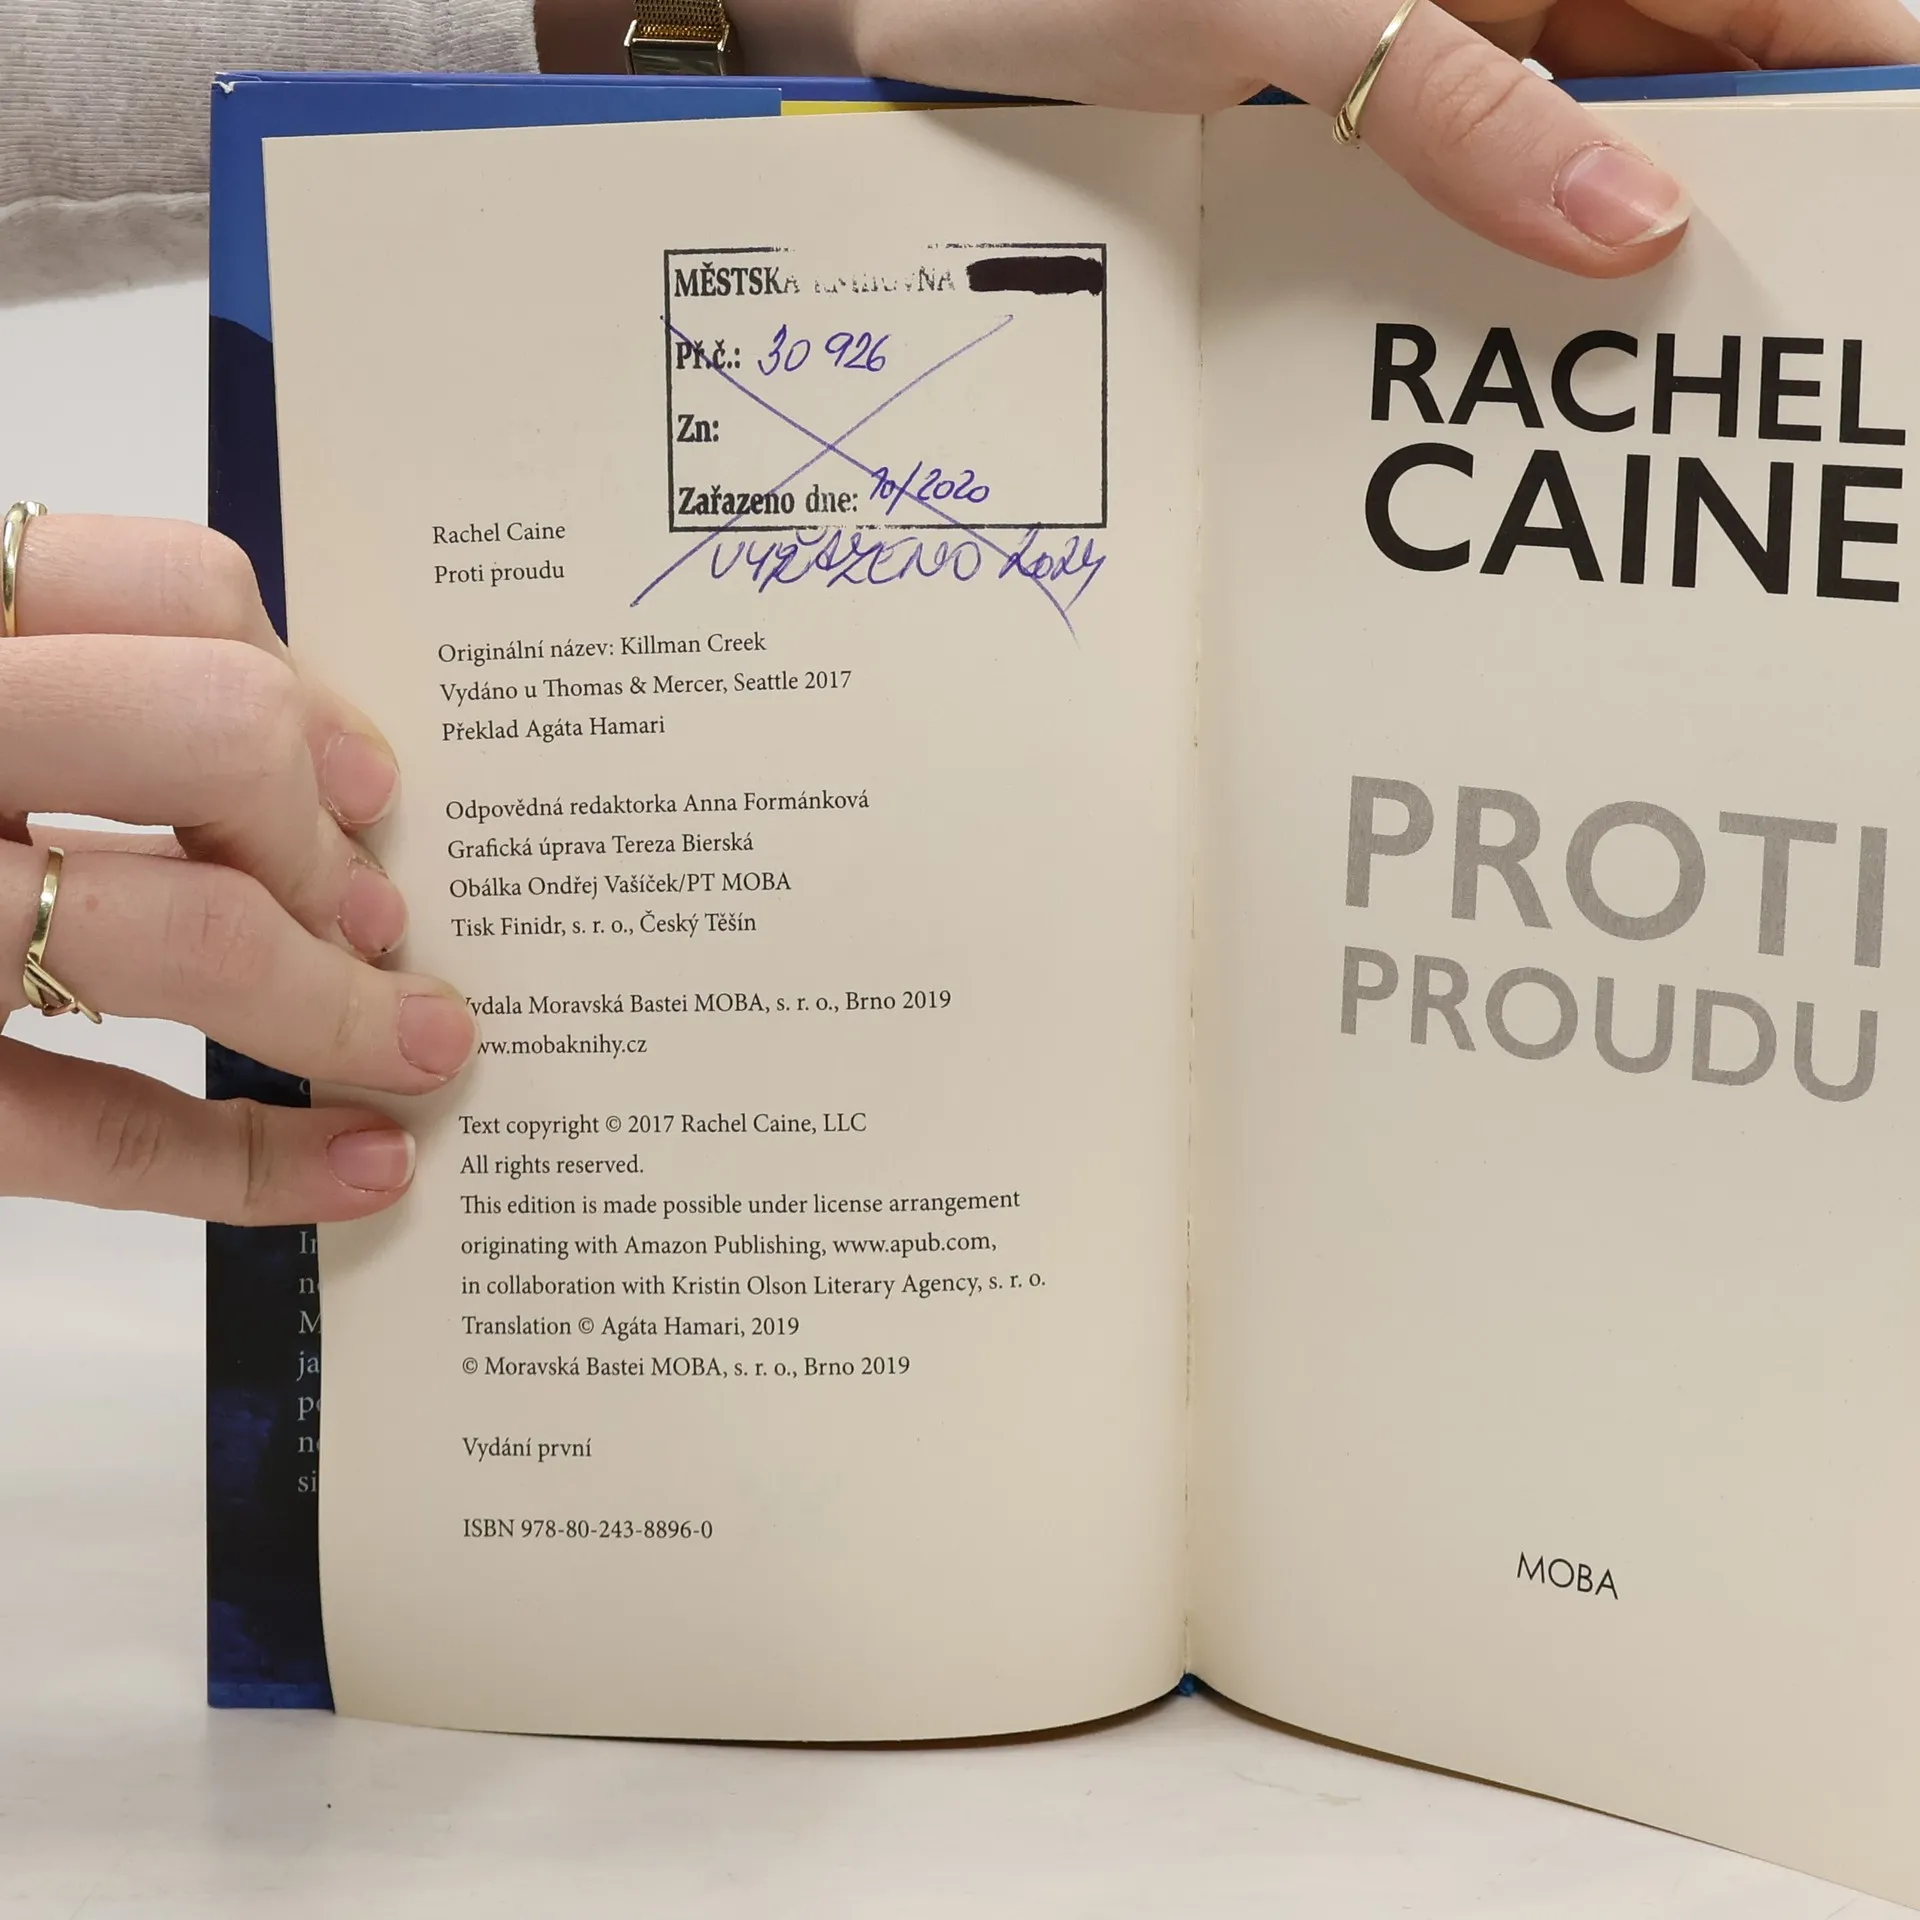 MĚSTSKÁ KNIHOVNA
Př.č.: 30 926
Zn:
Zařazeno dne: 10/2020
VYŘAZENO 2024
Rachel Caine
Proti proudu
Originální název: Killman Creek
Vydáno u Thomas & Mercer, Seattle 2017
Překlad Agáta Hamari
Odpovědná redaktorka Anna Formánková
Grafická úprava Tereza Bierská
Obálka Ondřej Vašíček/PT MOBA
Tisk Finidr, s. r. o., Český Těšín
Vydala Moravská Bastei MOBA, s. r. o., Brno 2019
www.mobaknihy.cz
Text copyright © 2017 Rachel Caine, LLC
All rights reserved.
This edition is made possible under license arrangement
originating with Amazon Publishing, www.apub.com,
in collaboration with Kristin Olson Literary Agency, s. r. o.
Translation © Agáta Hamari, 2019
© Moravská Bastei MOBA, s. r. o., Brno 2019
Vydání první
ISBN 978-80-243-8896-0
RACHEL
CAINE
PROTI
PROUDU
MOBA